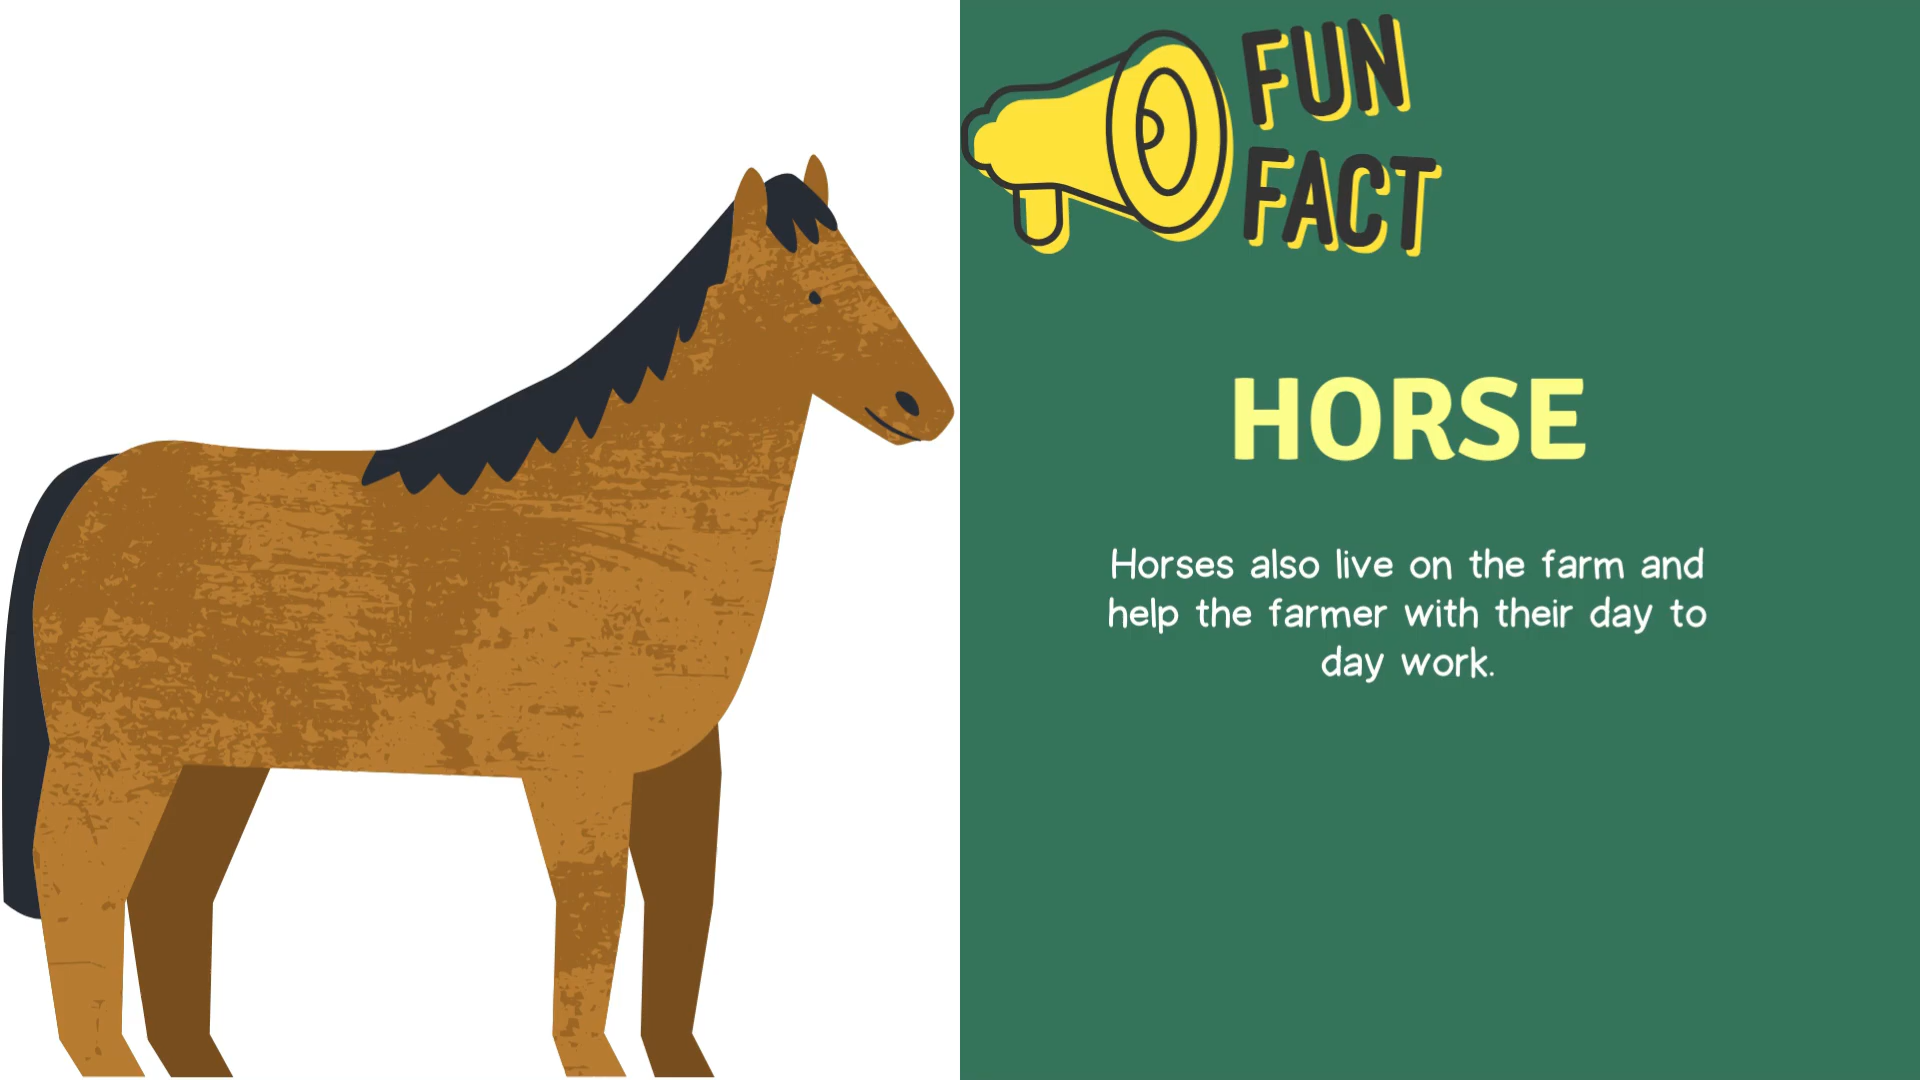 FUN
FACT
HORSE
Horses also live on the farm and
help the farmer with their day to
day work.